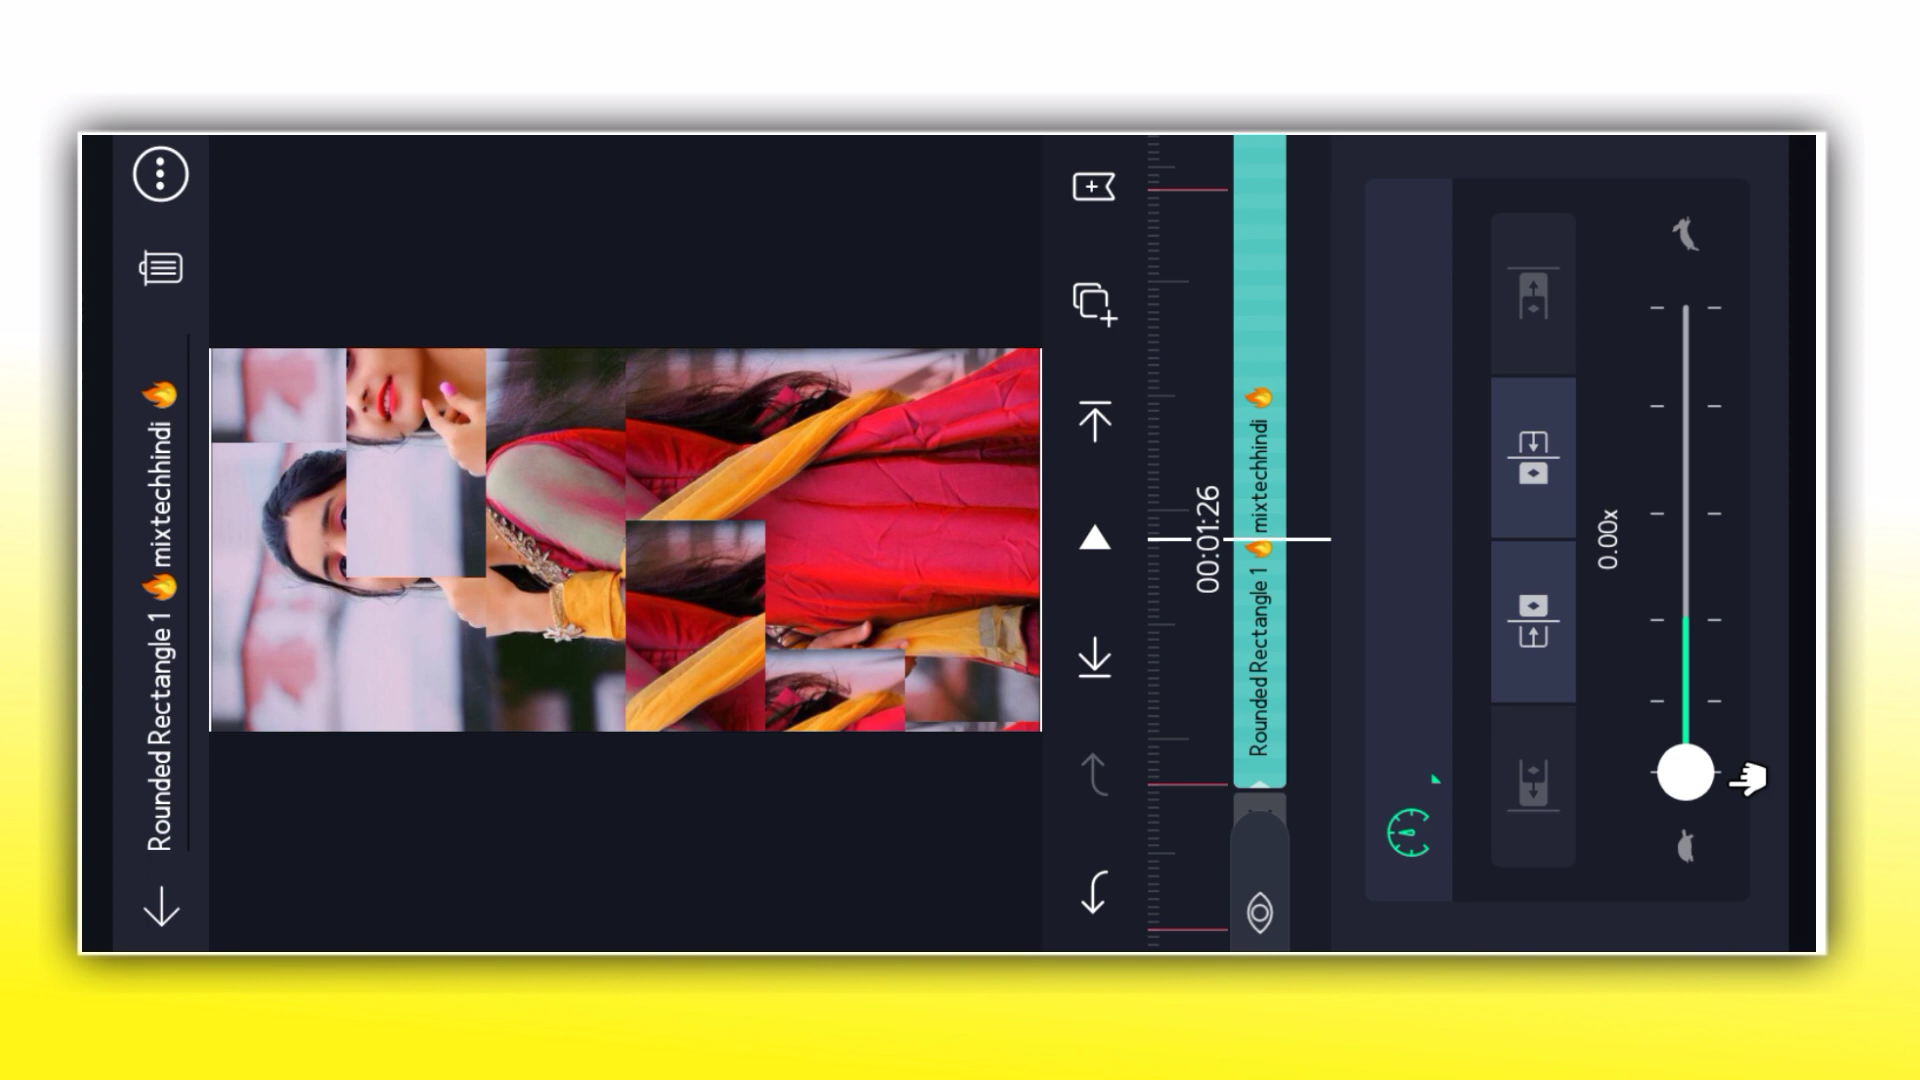 Rounded Rectangle 1 🔥 mixtechhindi 🔥
00:01:26
Rounded Rectangle 1 🔥 mixtechhindi 🔥
0.00x